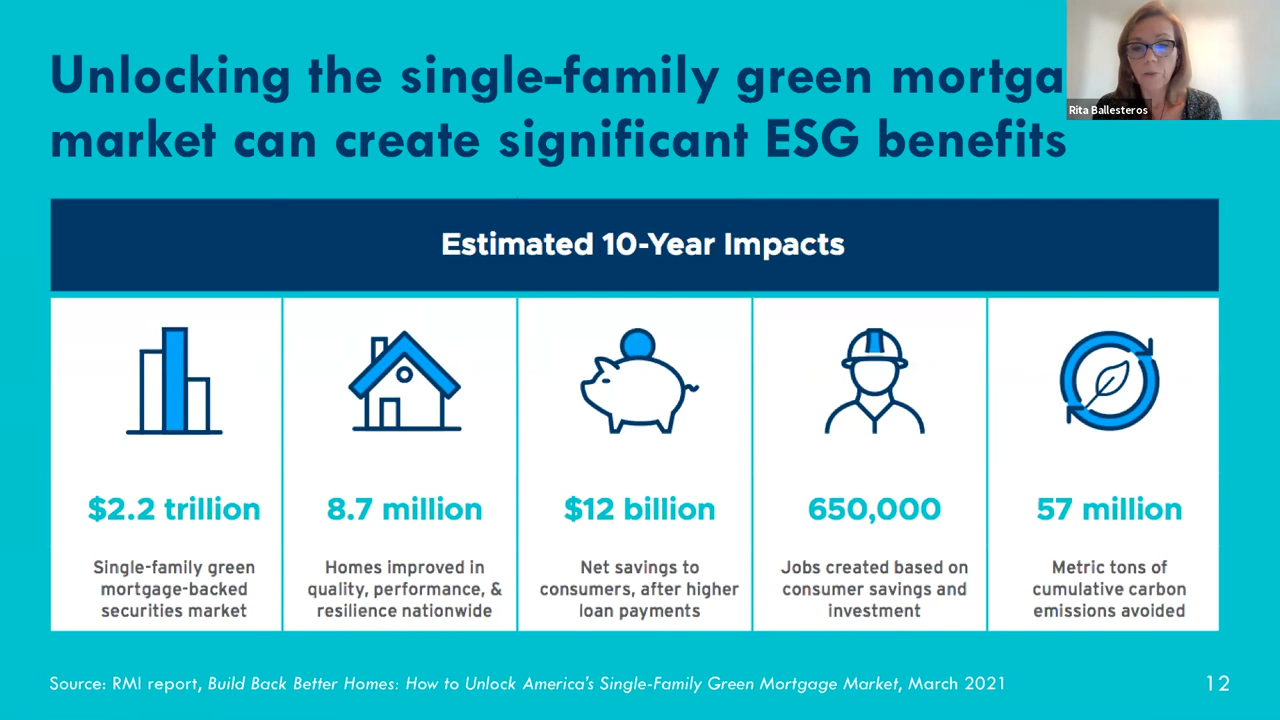 Unlocking the single-family green mortga
market can create significant ESG benefits
Rita Ballesteros
Estimated 10-Year Impacts
$2.2 trillion
Single-family green
mortgage-backed
securities market
8.7 million
Homes improved in
quality, performance, &
resilience nationwide
$12 billion
Net savings to
consumers, after higher
loan payments
650,000
Jobs created based on
consumer savings and
investment
57 million
Metric tons of
cumulative carbon
emissions avoided
Source: RMI report, Build Back Better Homes: How to Unlock America's Single-Family Green Mortgage Market, March 2021
12